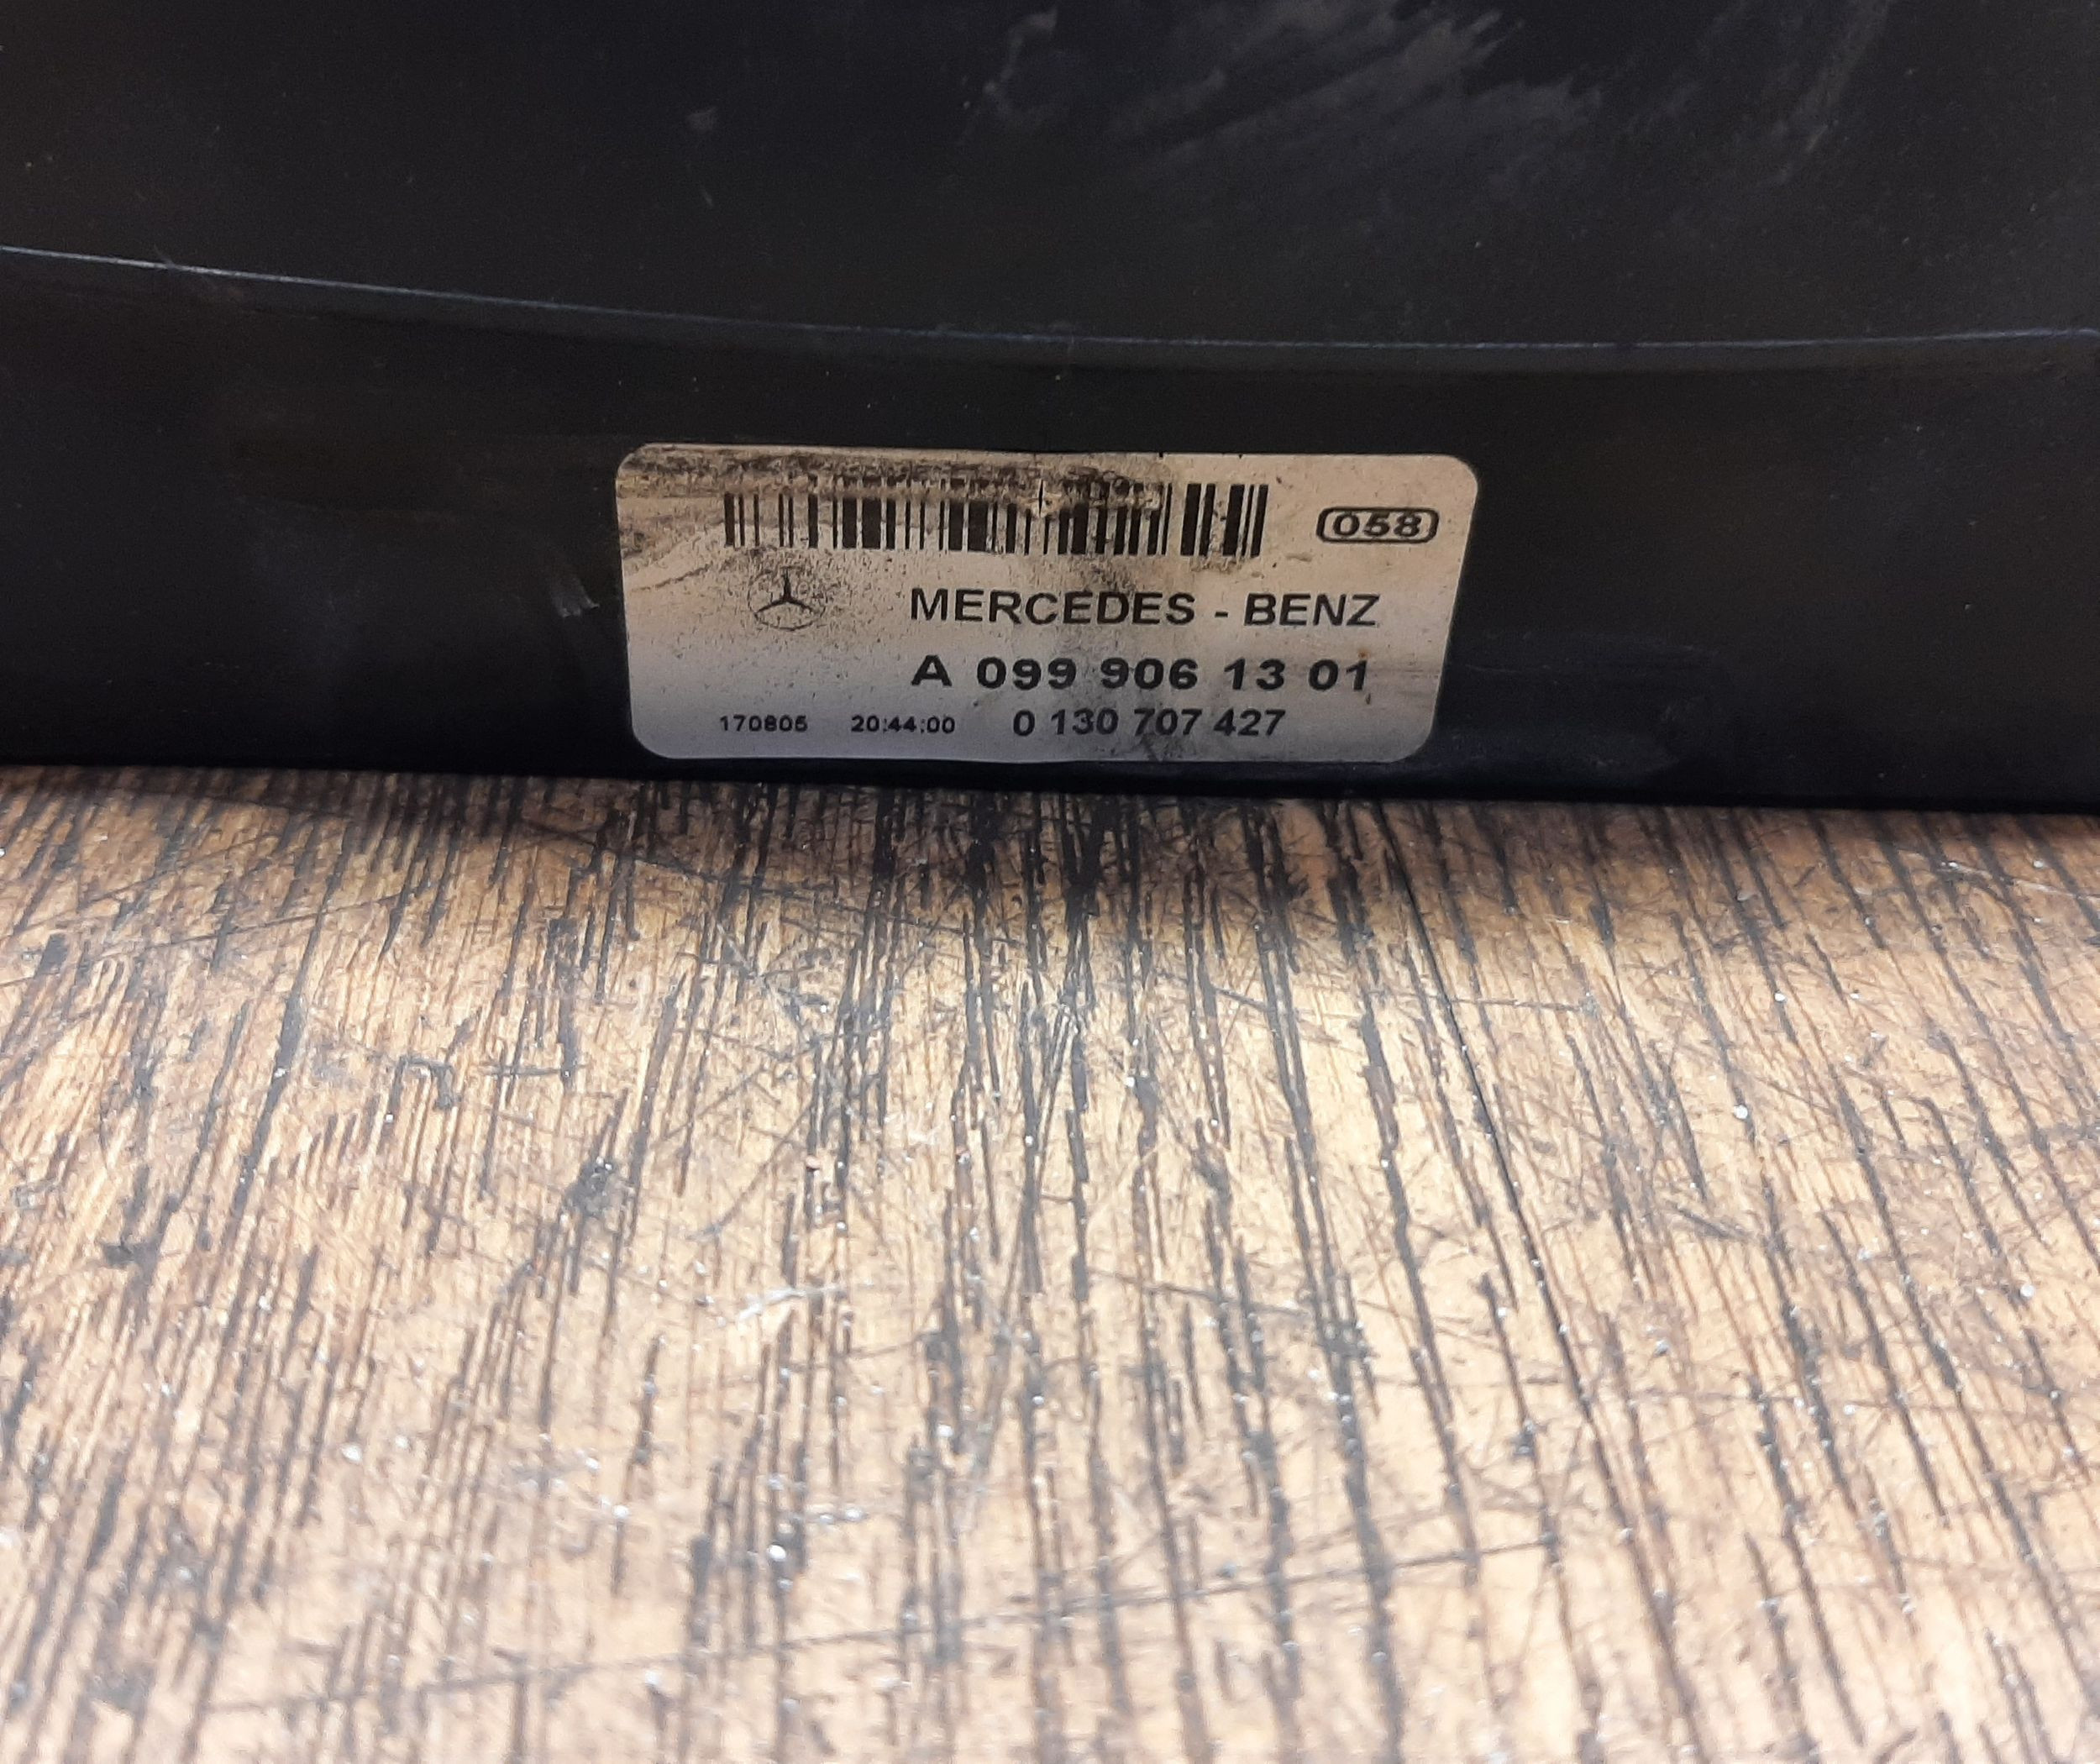 058
MERCEDES - BENZ
A 099 906 13 01
170805 20:44:00 0 130 707 427